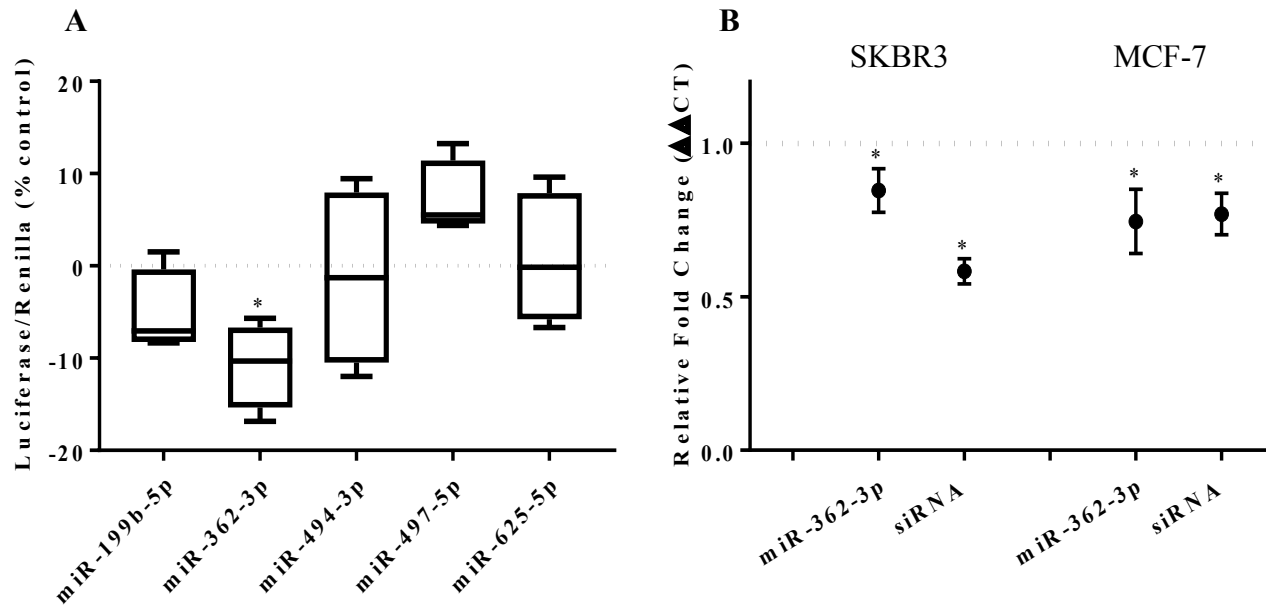 A
Luciferase/Renilla (% control)
20
10
0
-10
-20
*
miR-199b-5p
miR-362-3p
miR-494-3p
miR-497-5p
miR-625-5p
B
SKBR3 MCF-7
Relative Fold Change (▲▲CT)
1.0
0.5
0.0
*
*
*
*
miR-362-3p
siRNA
miR-362-3p
siRNA